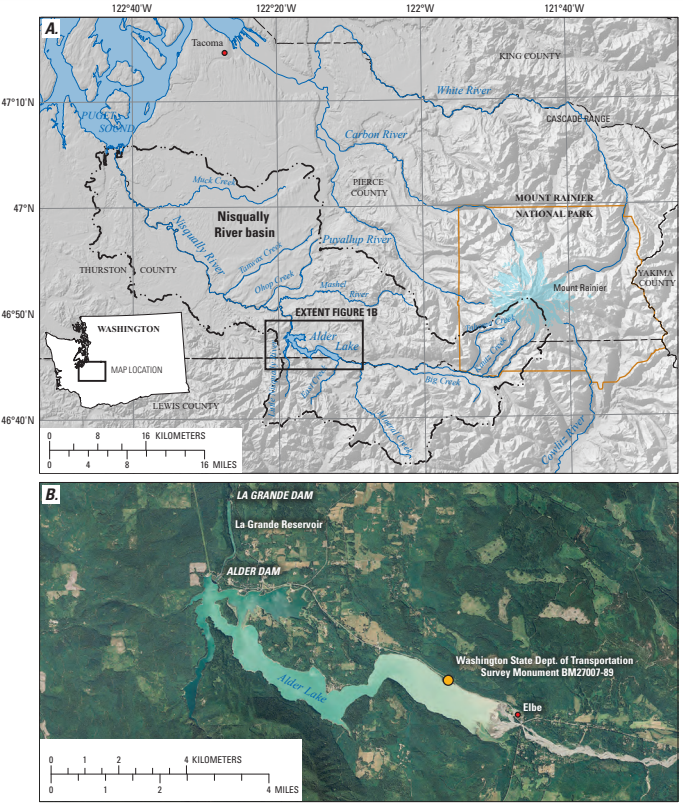 122°40'W
122°20'W
122°W
121°40'W
A.
Tacoma
KING COUNTY
White River
47°10'N
CASCADE RANGE
PUGET
SOUND
Carbon River
PIERCE
COUNTY
Muck Creek
MOUNT RAINIER
NATIONAL PARK
47°N
Nisqually
River basin
Nisqually River
Puyallup River
Tanwax Creek
THURSTON COUNTY
Ohop Creek
Mashel
River
Mount Rainier
YAKIMA
COUNTY
46°50'N
EXTENT FIGURE 1B
WASHINGTON
Alder
Lake
MAP LOCATION
East Creek
Big Creek
LEWIS COUNTY
Mineral Creek
Cowlitz River
46°40'N
0 8 16 KILOMETERS
0 4 8 16 MILES
B.
LA GRANDE DAM
La Grande Reservoir
ALDER DAM
Washington State Dept. of Transportation
Survey Monument BM27007-89
Alder Lake
Elbe
0 1 2 4 KILOMETERS
0 1 2 4 MILES